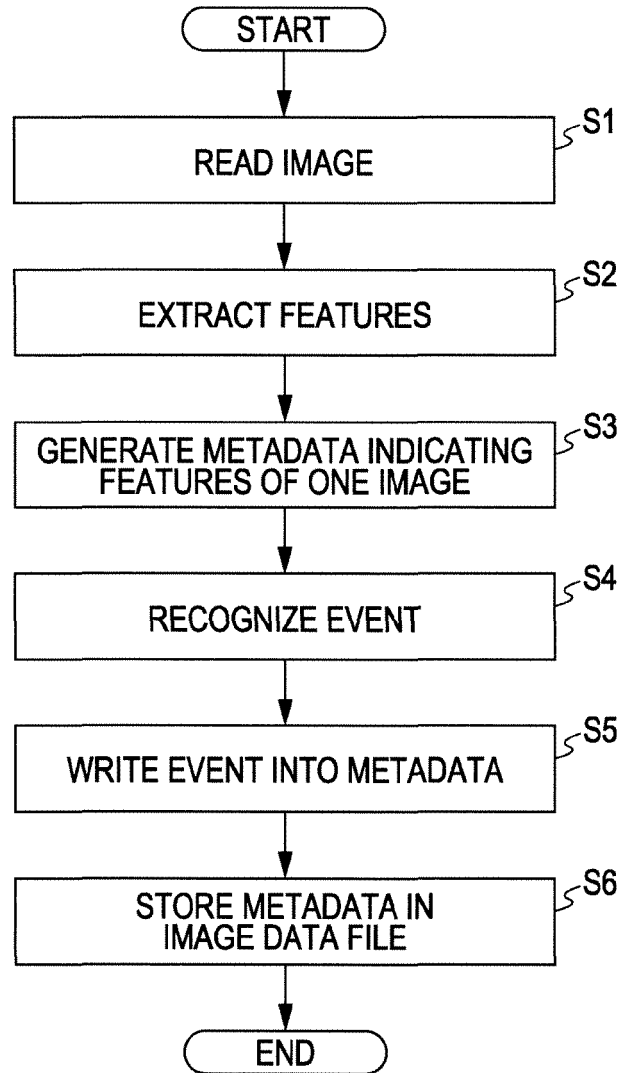 START
S1
READ IMAGE
S2
EXTRACT FEATURES
S3
GENERATE METADATA INDICATING
FEATURES OF ONE IMAGE
S4
RECOGNIZE EVENT
S5
WRITE EVENT INTO METADATA
S6
STORE METADATA IN
IMAGE DATA FILE
END